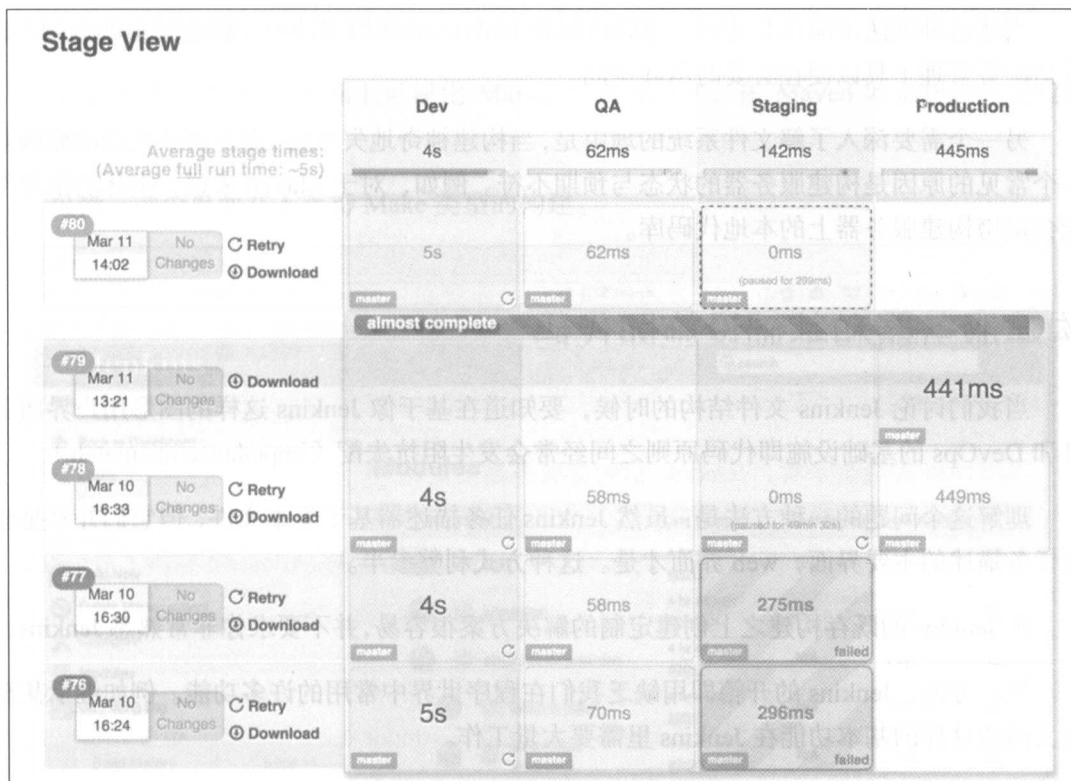 Stage View
Dev QA Staging Production
Average stage times: 4s 62ms 142ms 445ms
(Average full run time: ~5s)
#80
Mar 11 No Retry
14:02 Changes Download
5s 62ms 0ms
(paused for 299ms)
master master master
almost complete
#79
Mar 11 No Download
13:21 Changes
441ms
master
#78
Mar 10 No Retry
16:33 Changes Download
4s 58ms 0ms 449ms
master master master master
#77
Mar 10 No Retry
16:30 Changes Download
4s 58ms 275ms
master master master failed
#76
Mar 10 No Retry
16:24 Changes Download
5s 70ms 296ms
master master master failed